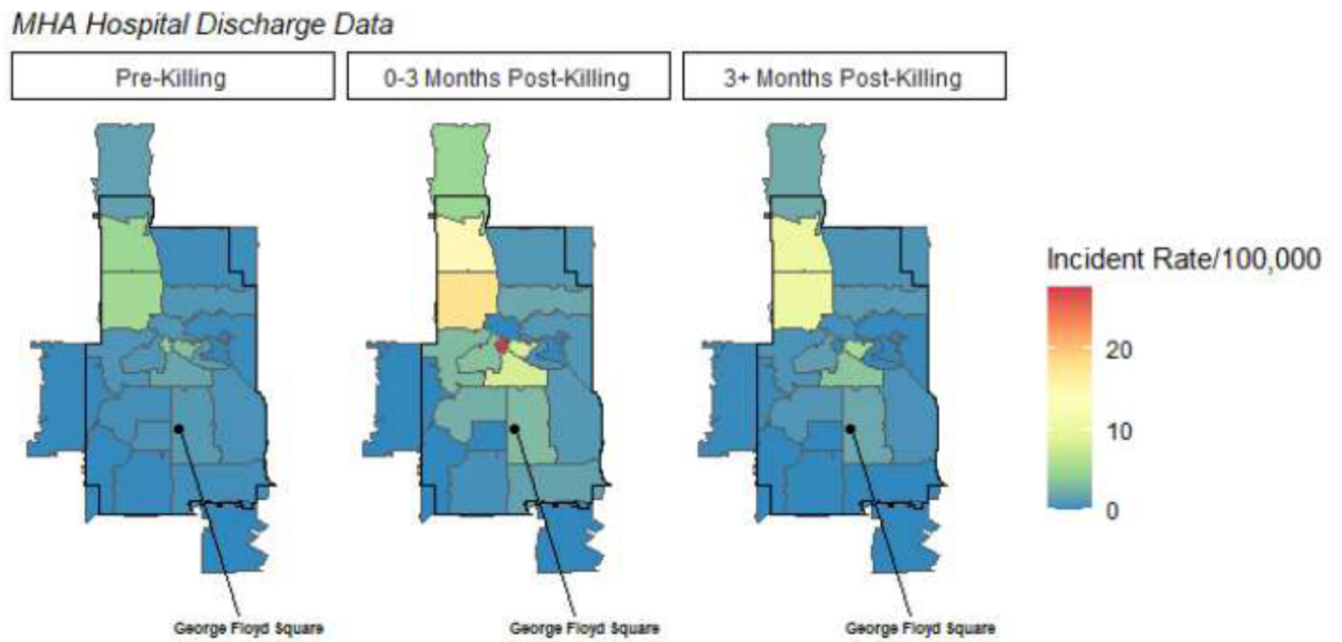 MHA Hospital Discharge Data
Pre-Killing
0-3 Months Post-Killing
3+ Months Post-Killing
Incident Rate/100,000
20
10
0
George Floyd Square
George Floyd Square
George Floyd Square